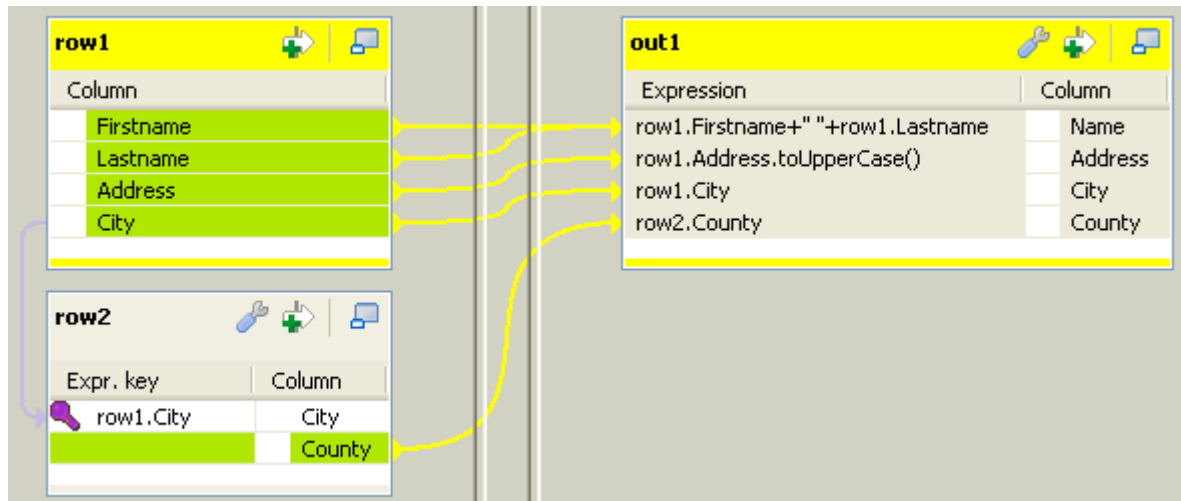 row1
Column
Firstname
Lastname
Address
City
row2
Expr. key Column
row1.City City
County
out1
Expression Column
row1.Firstname+" "+row1.Lastname Name
row1.Address.toUpperCase() Address
row1.City City
row2.County County